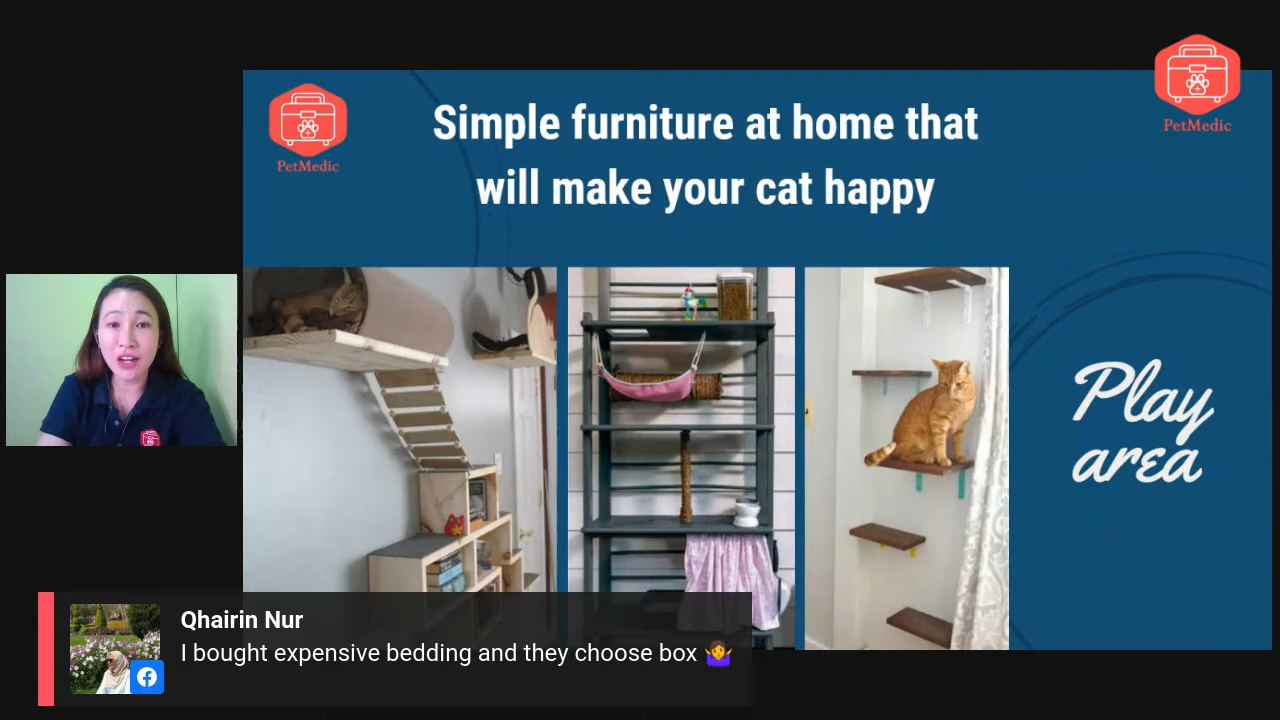 PetMedic
Simple furniture at home that
will make your cat happy
PetMedic
Play
area
Qhairin Nur
I bought expensive bedding and they choose box 🤷‍♀️